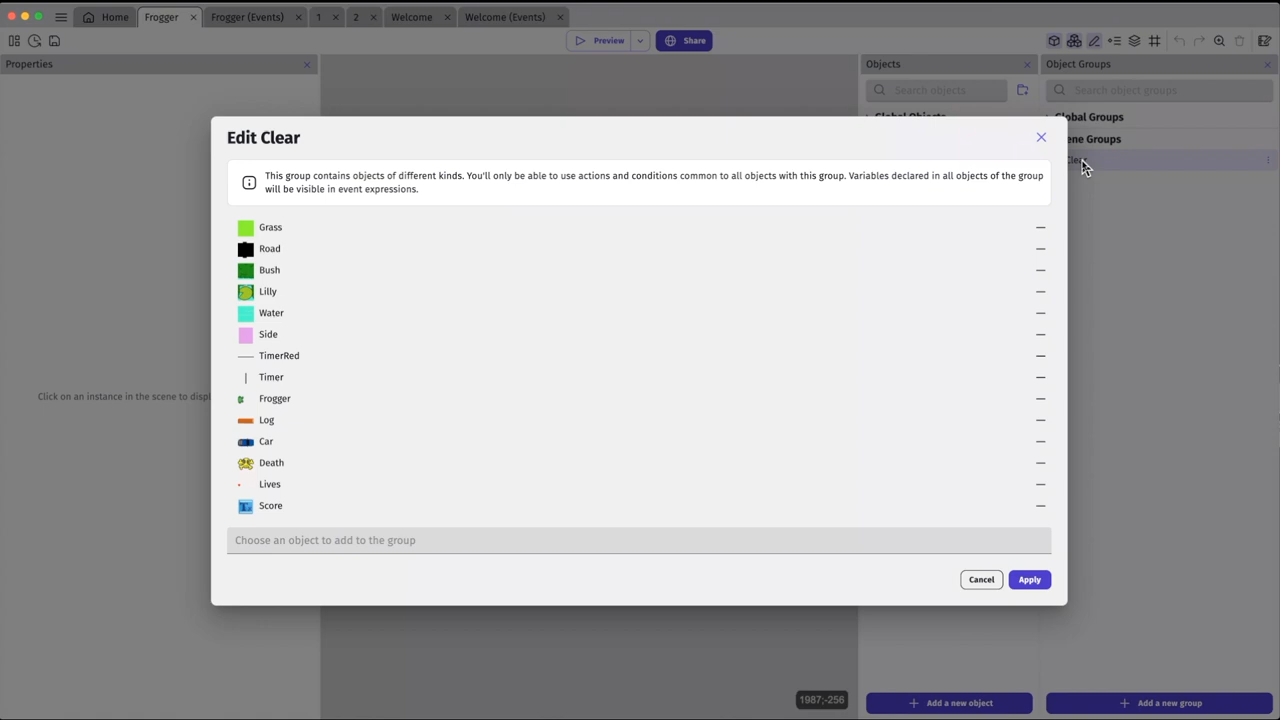 Home
Frogger
Frogger (Events)
1
2
Welcome
Welcome (Events)
Preview
Share
Properties
Objects
Object Groups
Search objects
Search object groups
Global Groups
Edit Clear
This group contains objects of different kinds. You'll only be able to use actions and conditions common to all objects with this group. Variables declared in all objects of the group
will be visible in event expressions.
Grass
Road
Bush
Lilly
Water
Side
TimerRed
Timer
Click on an instance in the scene to displ
Frogger
Log
Car
Death
Lives
Score
Choose an object to add to the group
Cancel
Apply
1987;-256
Add a new object
Add a new group